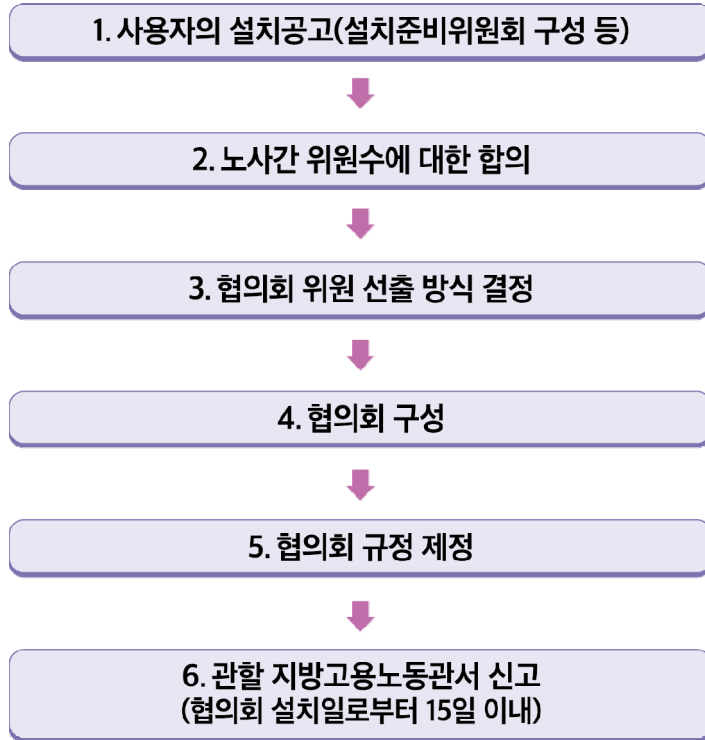 1. 사용자의 설치공고(설치준비위원회 구성 등)
2. 노사간 위원수에 대한 합의
3. 협의회 위원 선출 방식 결정
4. 협의회 구성
5. 협의회 규정 제정
6. 관할 지방고용노동관서 신고
(협의회 설치일로부터 15일 이내)